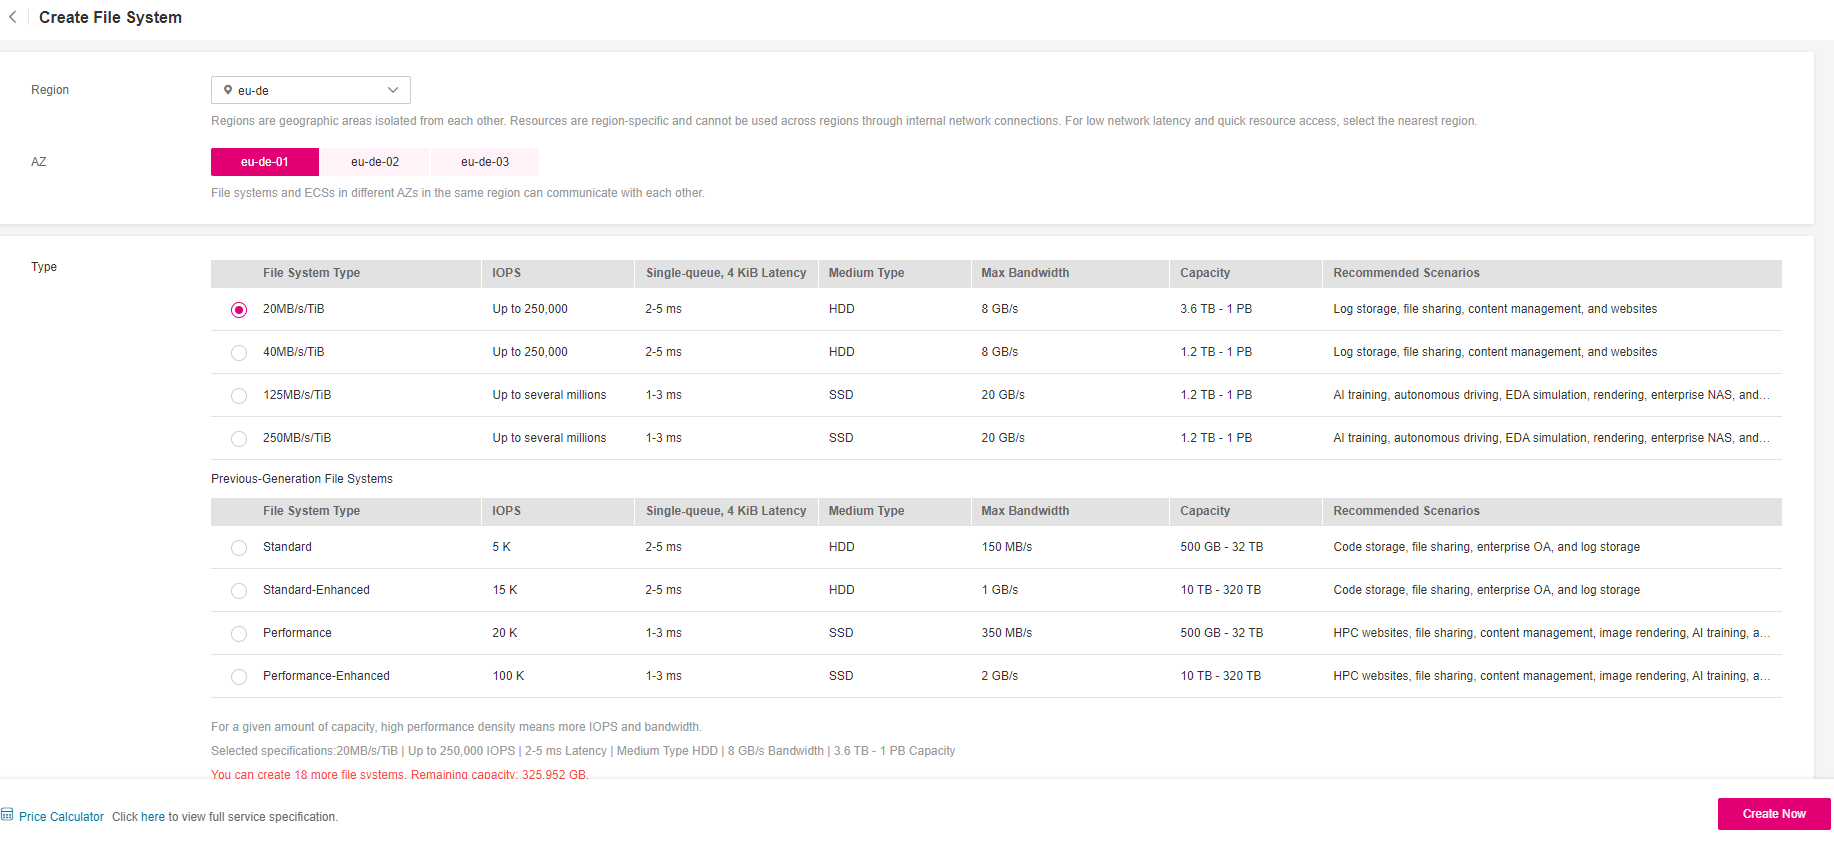 Create File System
Region
eu-de
Regions are geographic areas isolated from each other. Resources are region-specific and cannot be used across regions through internal network connections. For low network latency and quick resource access, select the nearest region.
AZ
eu-de-01 eu-de-02 eu-de-03
File systems and ECSs in different AZs in the same region can communicate with each other.
Type
File System Type IOPS Single-queue, 4 KiB Latency Medium Type Max Bandwidth Capacity Recommended Scenarios
20MB/s/TiB Up to 250,000 2-5 ms HDD 8 GB/s 3.6 TB - 1 PB Log storage, file sharing, content management, and websites
40MB/s/TiB Up to 250,000 2-5 ms HDD 8 GB/s 1.2 TB - 1 PB Log storage, file sharing, content management, and websites
125MB/s/TiB Up to several millions 1-3 ms SSD 20 GB/s 1.2 TB - 1 PB AI training, autonomous driving, EDA simulation, rendering, enterprise NAS, and...
250MB/s/TiB Up to several millions 1-3 ms SSD 20 GB/s 1.2 TB - 1 PB AI training, autonomous driving, EDA simulation, rendering, enterprise NAS, and...
Previous-Generation File Systems
File System Type IOPS Single-queue, 4 KiB Latency Medium Type Max Bandwidth Capacity Recommended Scenarios
Standard 5 K 2-5 ms HDD 150 MB/s 500 GB - 32 TB Code storage, file sharing, enterprise OA, and log storage
Standard-Enhanced 15 K 2-5 ms HDD 1 GB/s 10 TB - 320 TB Code storage, file sharing, enterprise OA, and log storage
Performance 20 K 1-3 ms SSD 350 MB/s 500 GB - 32 TB HPC websites, file sharing, content management, image rendering, AI training, a...
Performance-Enhanced 100 K 1-3 ms SSD 2 GB/s 10 TB - 320 TB HPC websites, file sharing, content management, image rendering, AI training, a...
For a given amount of capacity, high performance density means more IOPS and bandwidth.
Selected specifications:20MB/s/TiB | Up to 250,000 IOPS | 2-5 ms Latency | Medium Type HDD | 8 GB/s Bandwidth | 3.6 TB - 1 PB Capacity
You can create 18 more file systems. Remaining capacity: 325,952 GB.
Price Calculator Click here to view full service specification.
Create Now